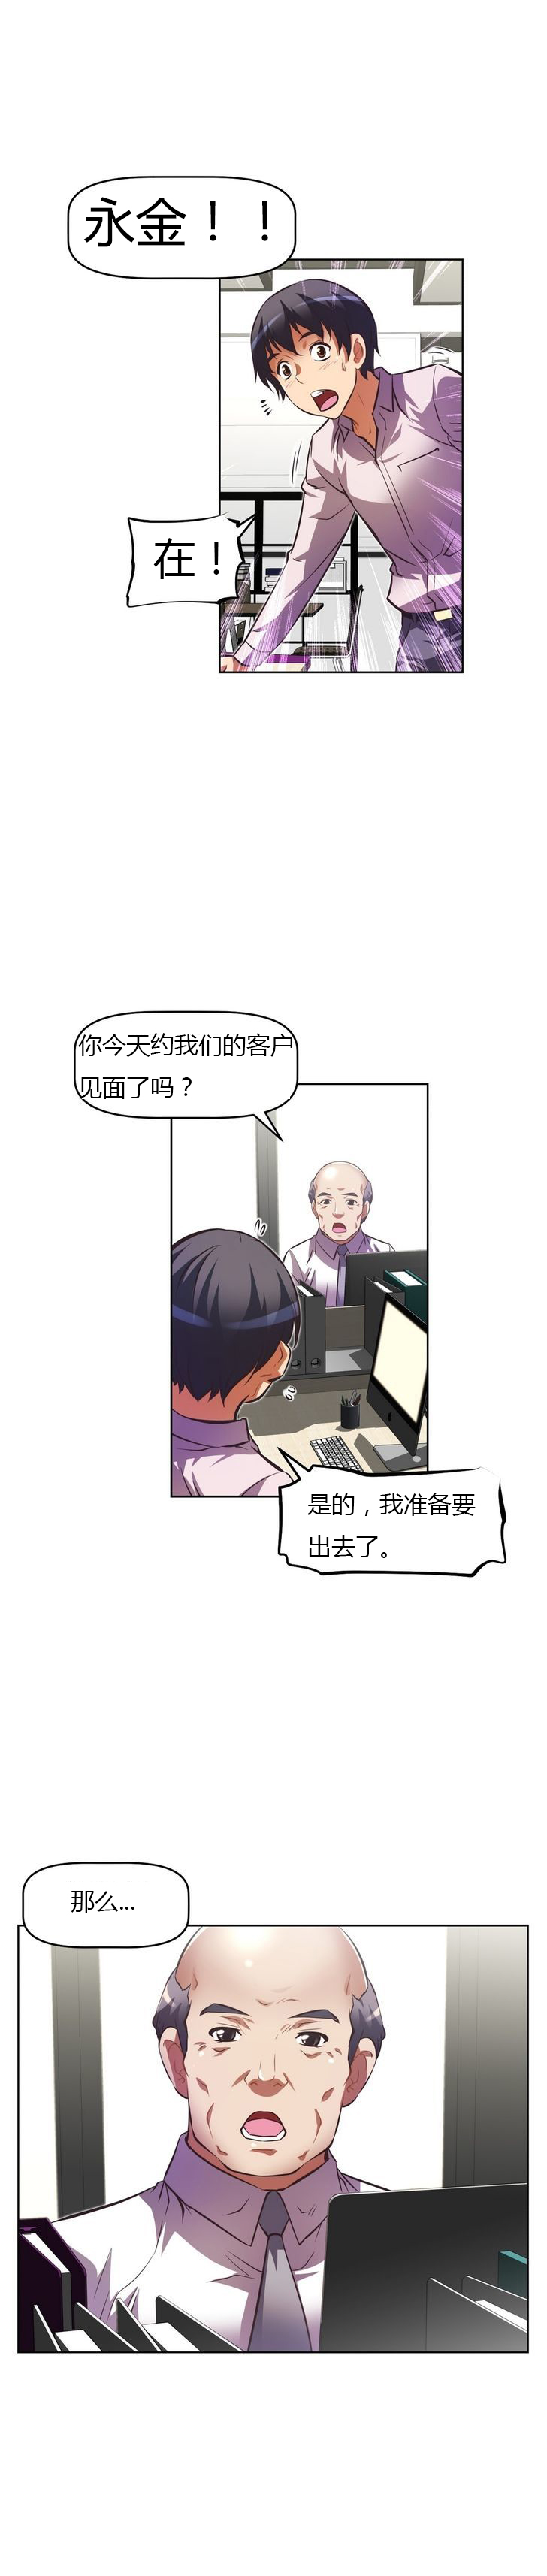 永金！！
在！
你今天约我们的客户
见面了吗？
是的，我准备要
出去了。
那么...